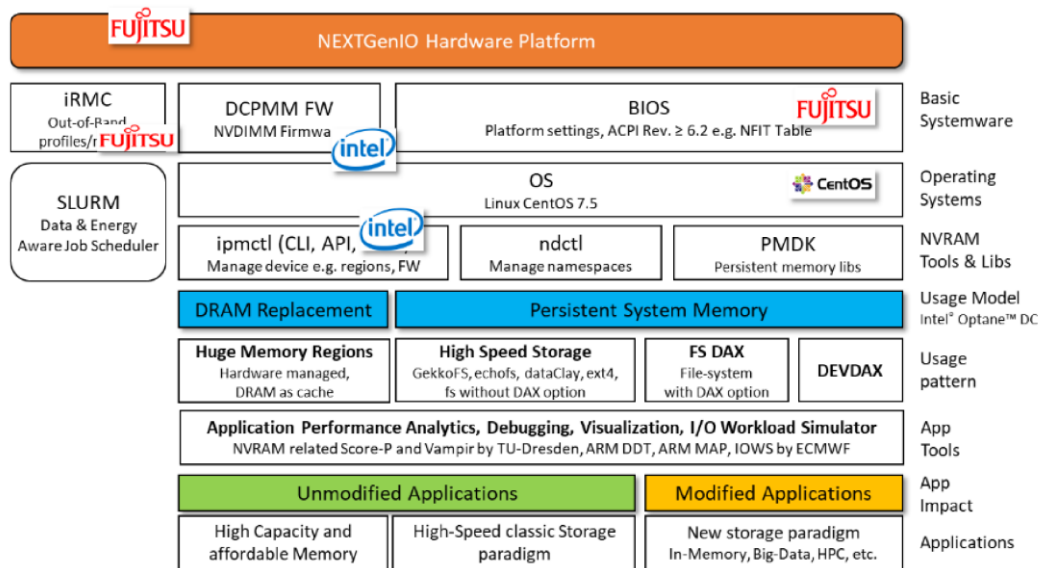 FUJITSU
NEXTGenIO Hardware Platform
iRMC
Out-of-Band
profiles/
FUJITSU
DCPMM FW
NVDIMM Firmwa
intel
BIOS
Platform settings, ACPI Rev. ≥ 6.2 e.g. NFIT Table
FUJITSU
Basic
Systemware
SLURM
Data & Energy
Aware Job Scheduler
OS
Linux CentOS 7.5
CentOS
Operating
Systems
ipmctl (CLI, API,
Manage device e.g. regions, FW
intel
ndctl
Manage namespaces
PMDK
Persistent memory libs
NVRAM
Tools & Libs
DRAM Replacement
Persistent System Memory
Usage Model
Intel® Optane™ DC
Huge Memory Regions
Hardware managed,
DRAM as cache
High Speed Storage
GekkoFS, echofs, dataClay, ext4,
fs without DAX option
FS DAX
File-system
with DAX option
DEVDAX
Usage
pattern
Application Performance Analytics, Debugging, Visualization, I/O Workload Simulator
NVRAM related Score-P and Vampir by TU-Dresden, ARM DDT, ARM MAP, IOWS by ECMWF
App
Tools
Unmodified Applications
Modified Applications
App
Impact
High Capacity and
affordable Memory
High-Speed classic Storage
paradigm
New storage paradigm
In-Memory, Big-Data, HPC, etc.
Applications